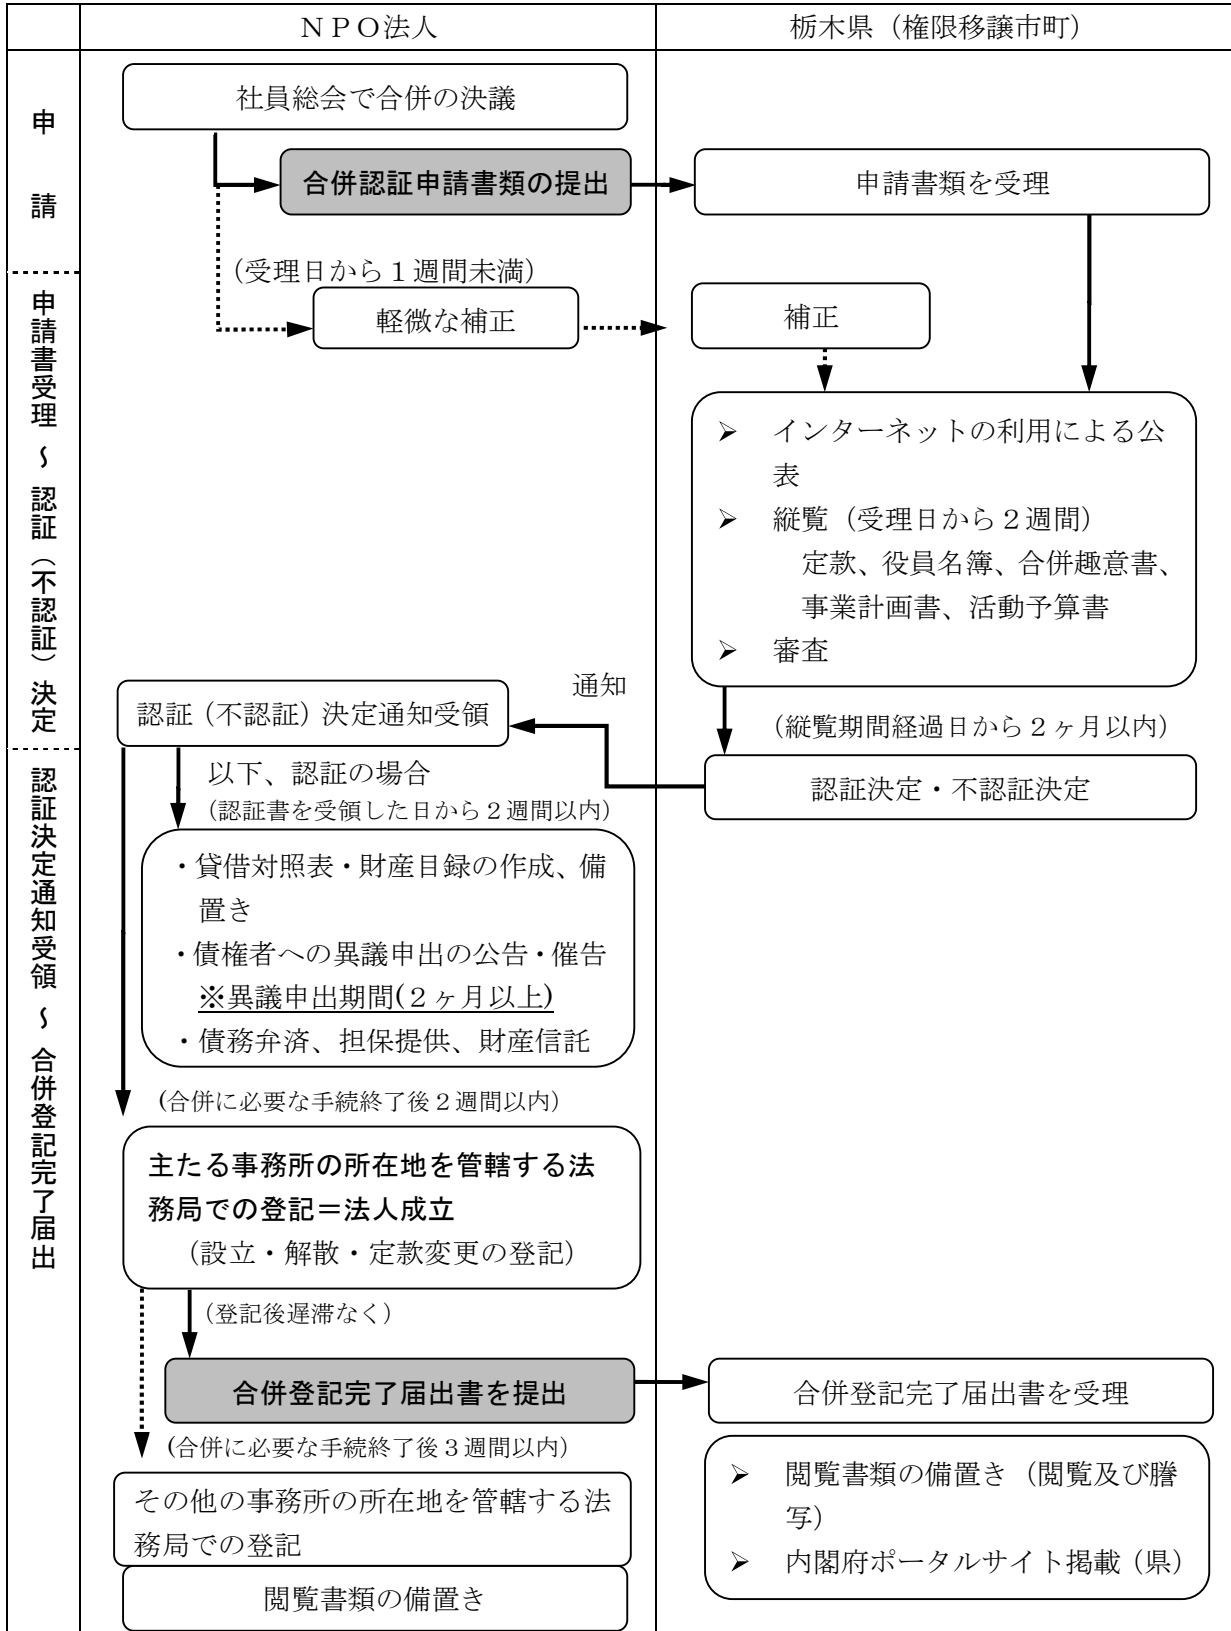 ＮＰＯ法人
栃木県（権限移譲市町）
申請
社員総会で合併の決議
合併認証申請書類の提出
申請書類を受理
申請書受理～認証（不認証）決定
（受理日から１週間未満）
軽微な補正
補正
➢ インターネットの利用による公
表
➢ 縦覧（受理日から２週間）
定款、役員名簿、合併趣意書、
事業計画書、活動予算書
➢ 審査
通知
認証（不認証）決定通知受領
（縦覧期間経過日から２ヶ月以内）
認証決定・不認証決定
認証決定通知受領～合併登記完了届出
以下、認証の場合
（認証書を受領した日から２週間以内）
・貸借対照表・財産目録の作成、備
置き
・債権者への異議申出の公告・催告
※異議申出期間(２ヶ月以上)
・債務弁済、担保提供、財産信託
(合併に必要な手続終了後２週間以内）
主たる事務所の所在地を管轄する法
務局での登記＝法人成立
（設立・解散・定款変更の登記）
（登記後遅滞なく）
合併登記完了届出書を提出
合併登記完了届出書を受理
(合併に必要な手続終了後３週間以内）
その他の事務所の所在地を管轄する法
務局での登記
閲覧書類の備置き
➢ 閲覧書類の備置き（閲覧及び謄
写）
➢ 内閣府ポータルサイト掲載（県）